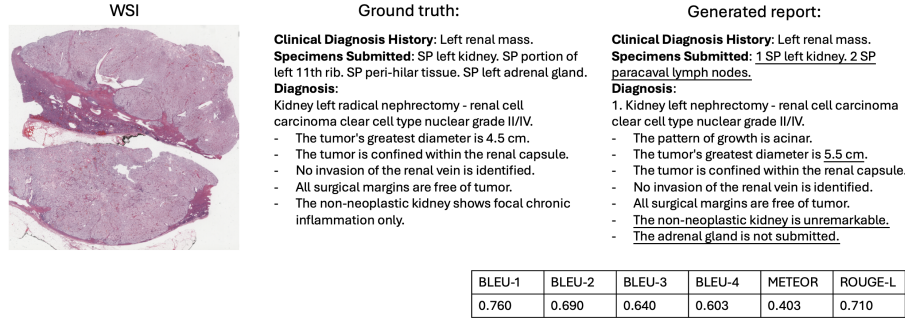 WSI
Ground truth:
Clinical Diagnosis History: Left renal mass.
Specimens Submitted: SP left kidney. SP portion of
left 11th rib. SP peri-hilar tissue. SP left adrenal gland.
Diagnosis:
Kidney left radical nephrectomy - renal cell
carcinoma clear cell type nuclear grade II/IV.
- The tumor's greatest diameter is 4.5 cm.
- The tumor is confined within the renal capsule.
- No invasion of the renal vein is identified.
- All surgical margins are free of tumor.
- The non-neoplastic kidney shows focal chronic
inflammation only.
Generated report:
Clinical Diagnosis History: Left renal mass.
Specimens Submitted: 1 SP left kidney. 2 SP
paracaval lymph nodes.
Diagnosis:
1. Kidney left nephrectomy - renal cell carcinoma
clear cell type nuclear grade II/IV.
- The pattern of growth is acinar.
- The tumor's greatest diameter is 5.5 cm.
- The tumor is confined within the renal capsule.
- No invasion of the renal vein is identified.
- All surgical margins are free of tumor.
- The non-neoplastic kidney is unremarkable.
- The adrenal gland is not submitted.
BLEU-1 BLEU-2 BLEU-3 BLEU-4 METEOR ROUGE-L
0.760 0.690 0.640 0.603 0.403 0.710